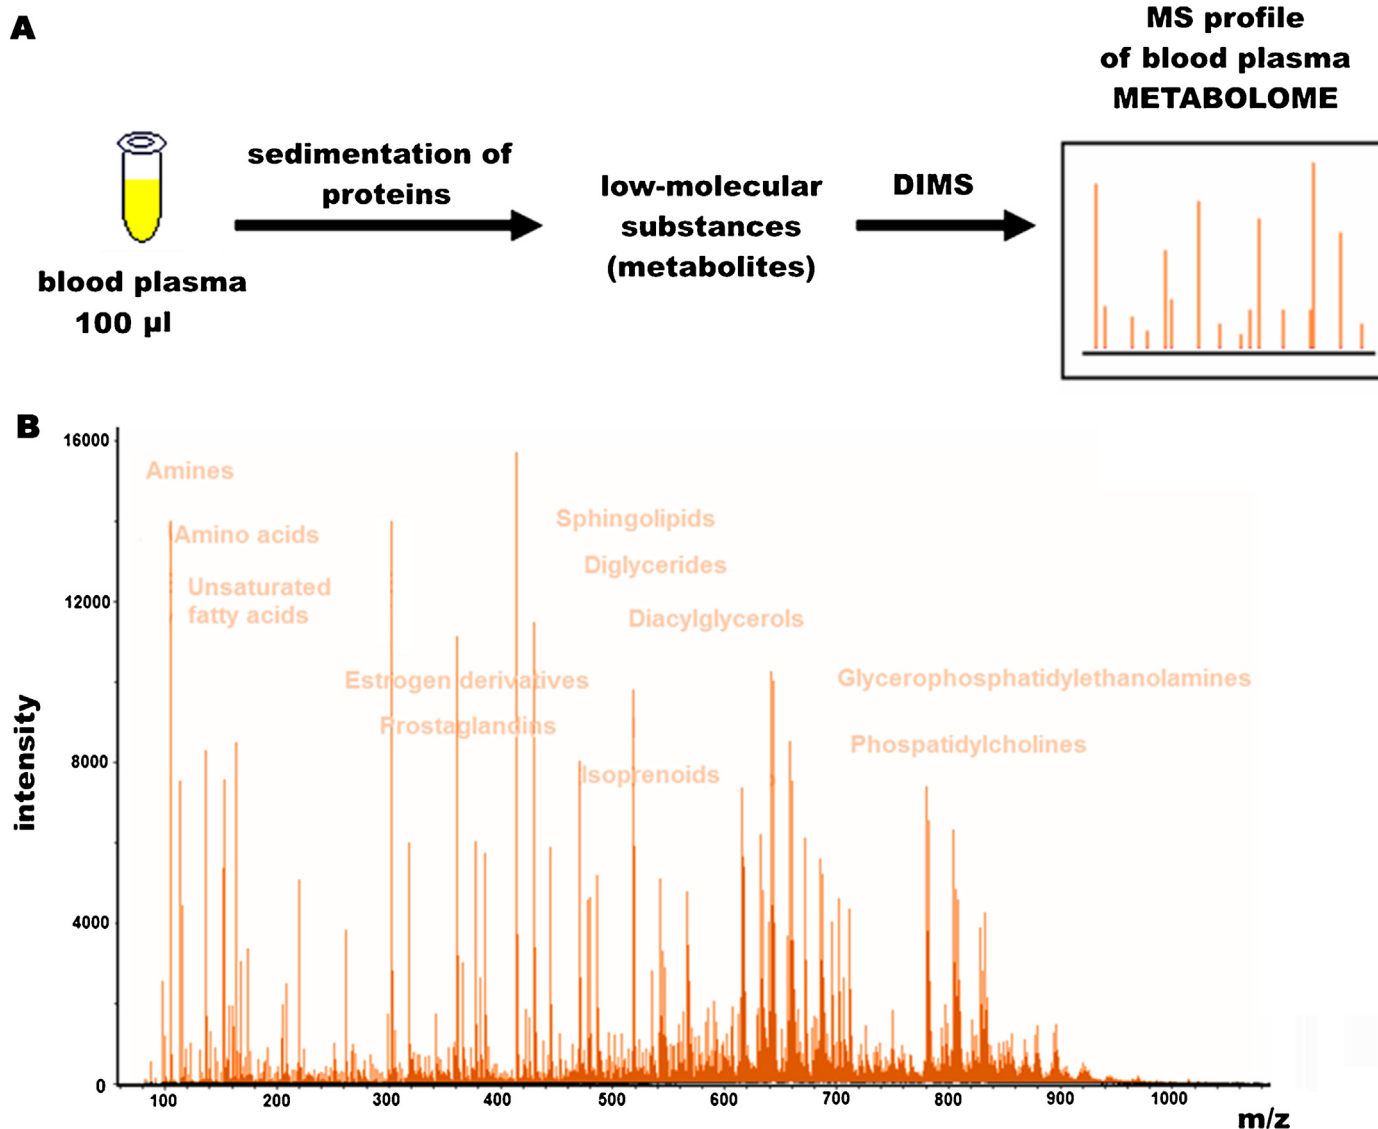 A
MS profile
of blood plasma
METABOLOME
sedimentation of
proteins
low-molecular
substances
(metabolites)
DIMS
blood plasma
100 µl
B
16000
12000
8000
4000
0
intensity
Amines
Amino acids
Unsaturated
fatty acids
Estrogen derivatives
Prostaglandins
Sphingolipids
Diglycerides
Diacylglycerols
Isoprenoids
Glycerophosphatidylethanolamines
Phospatidylcholines
100 200 300 400 500 600 700 800 900 1000
m/z